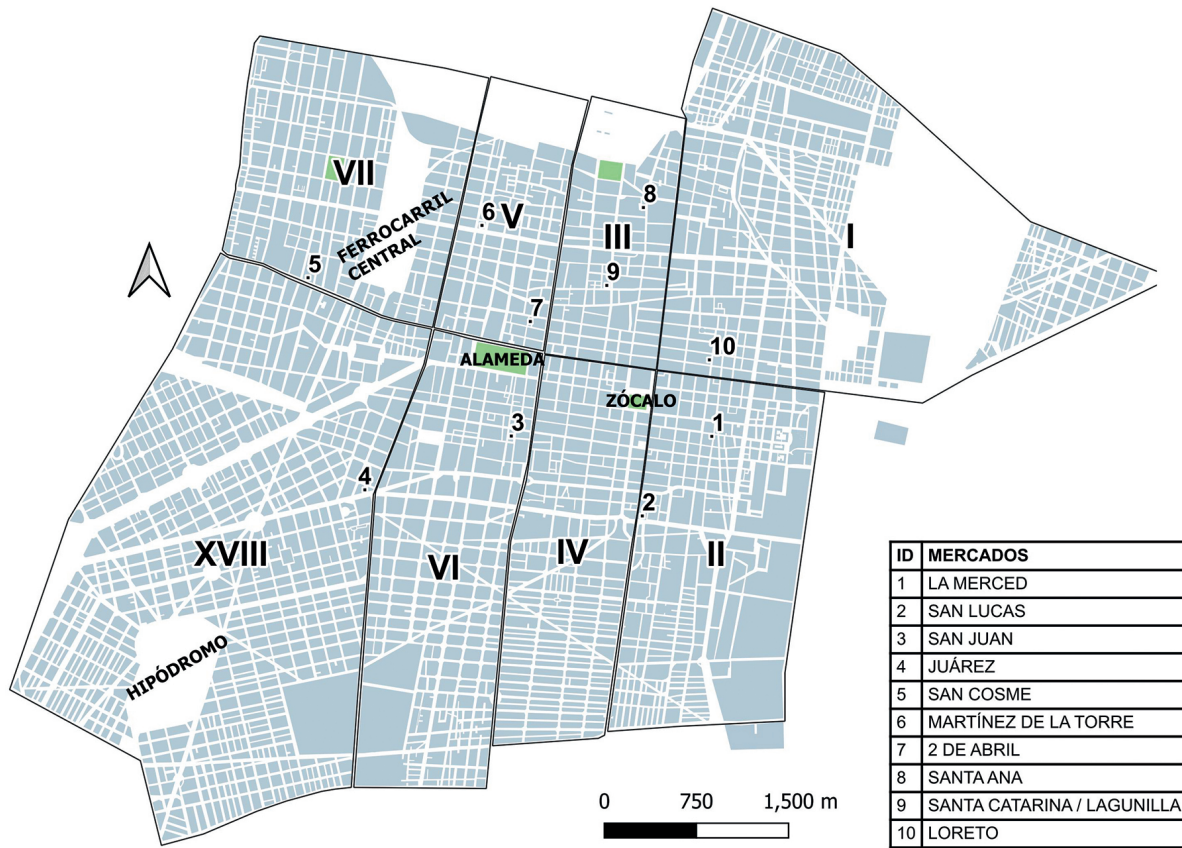 VII
8
6
V
III
I
FERROCARRIL
CENTRAL
5
9
7
10
ALAMEDA
ZÓCALO
3
1
4
2
XVIII
VI
IV
II
HIPÓDROMO
0 750 1,500 m
ID MERCADOS
1 LA MERCED
2 SAN LUCAS
3 SAN JUAN
4 JUÁREZ
5 SAN COSME
6 MARTÍNEZ DE LA TORRE
7 2 DE ABRIL
8 SANTA ANA
9 SANTA CATARINA / LAGUNILLA
10 LORETO